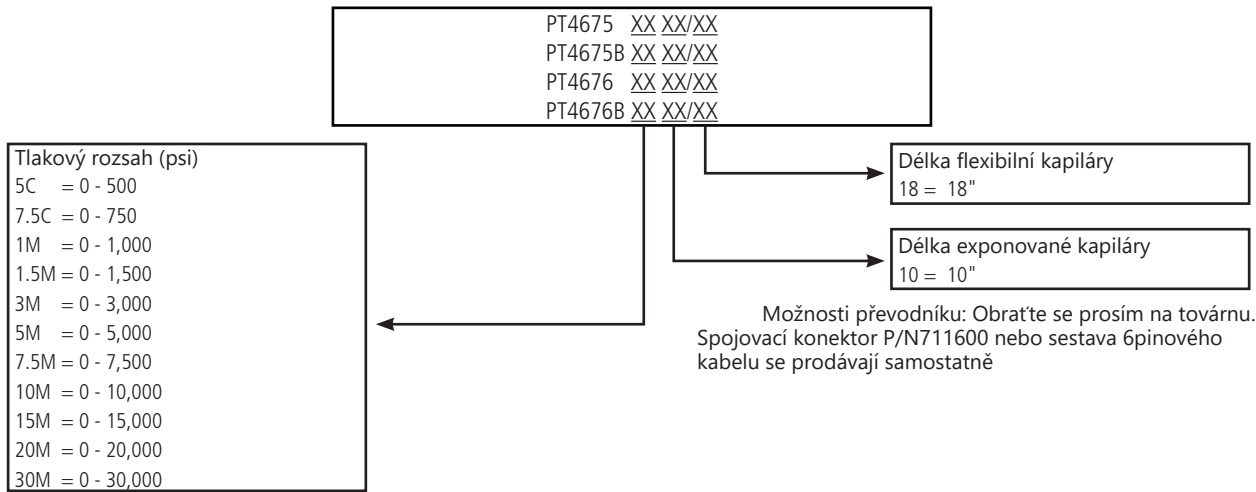 PT4675 XX XX/XX
PT4675B XX XX/XX
PT4676 XX XX/XX
PT4676B XX XX/XX
Tlakový rozsah (psi)
5C = 0 - 500
7.5C = 0 - 750
1M = 0 - 1,000
1.5M = 0 - 1,500
3M = 0 - 3,000
5M = 0 - 5,000
7.5M = 0 - 7,500
10M = 0 - 10,000
15M = 0 - 15,000
20M = 0 - 20,000
30M = 0 - 30,000
Délka flexibilní kapiláry
18 = 18"
Délka exponované kapiláry
10 = 10"
Možnosti převodníku: Obraťte se prosím na továrnu.
Spojovací konektor P/N711600 nebo sestava 6pinového
kabelu se prodávají samostatně